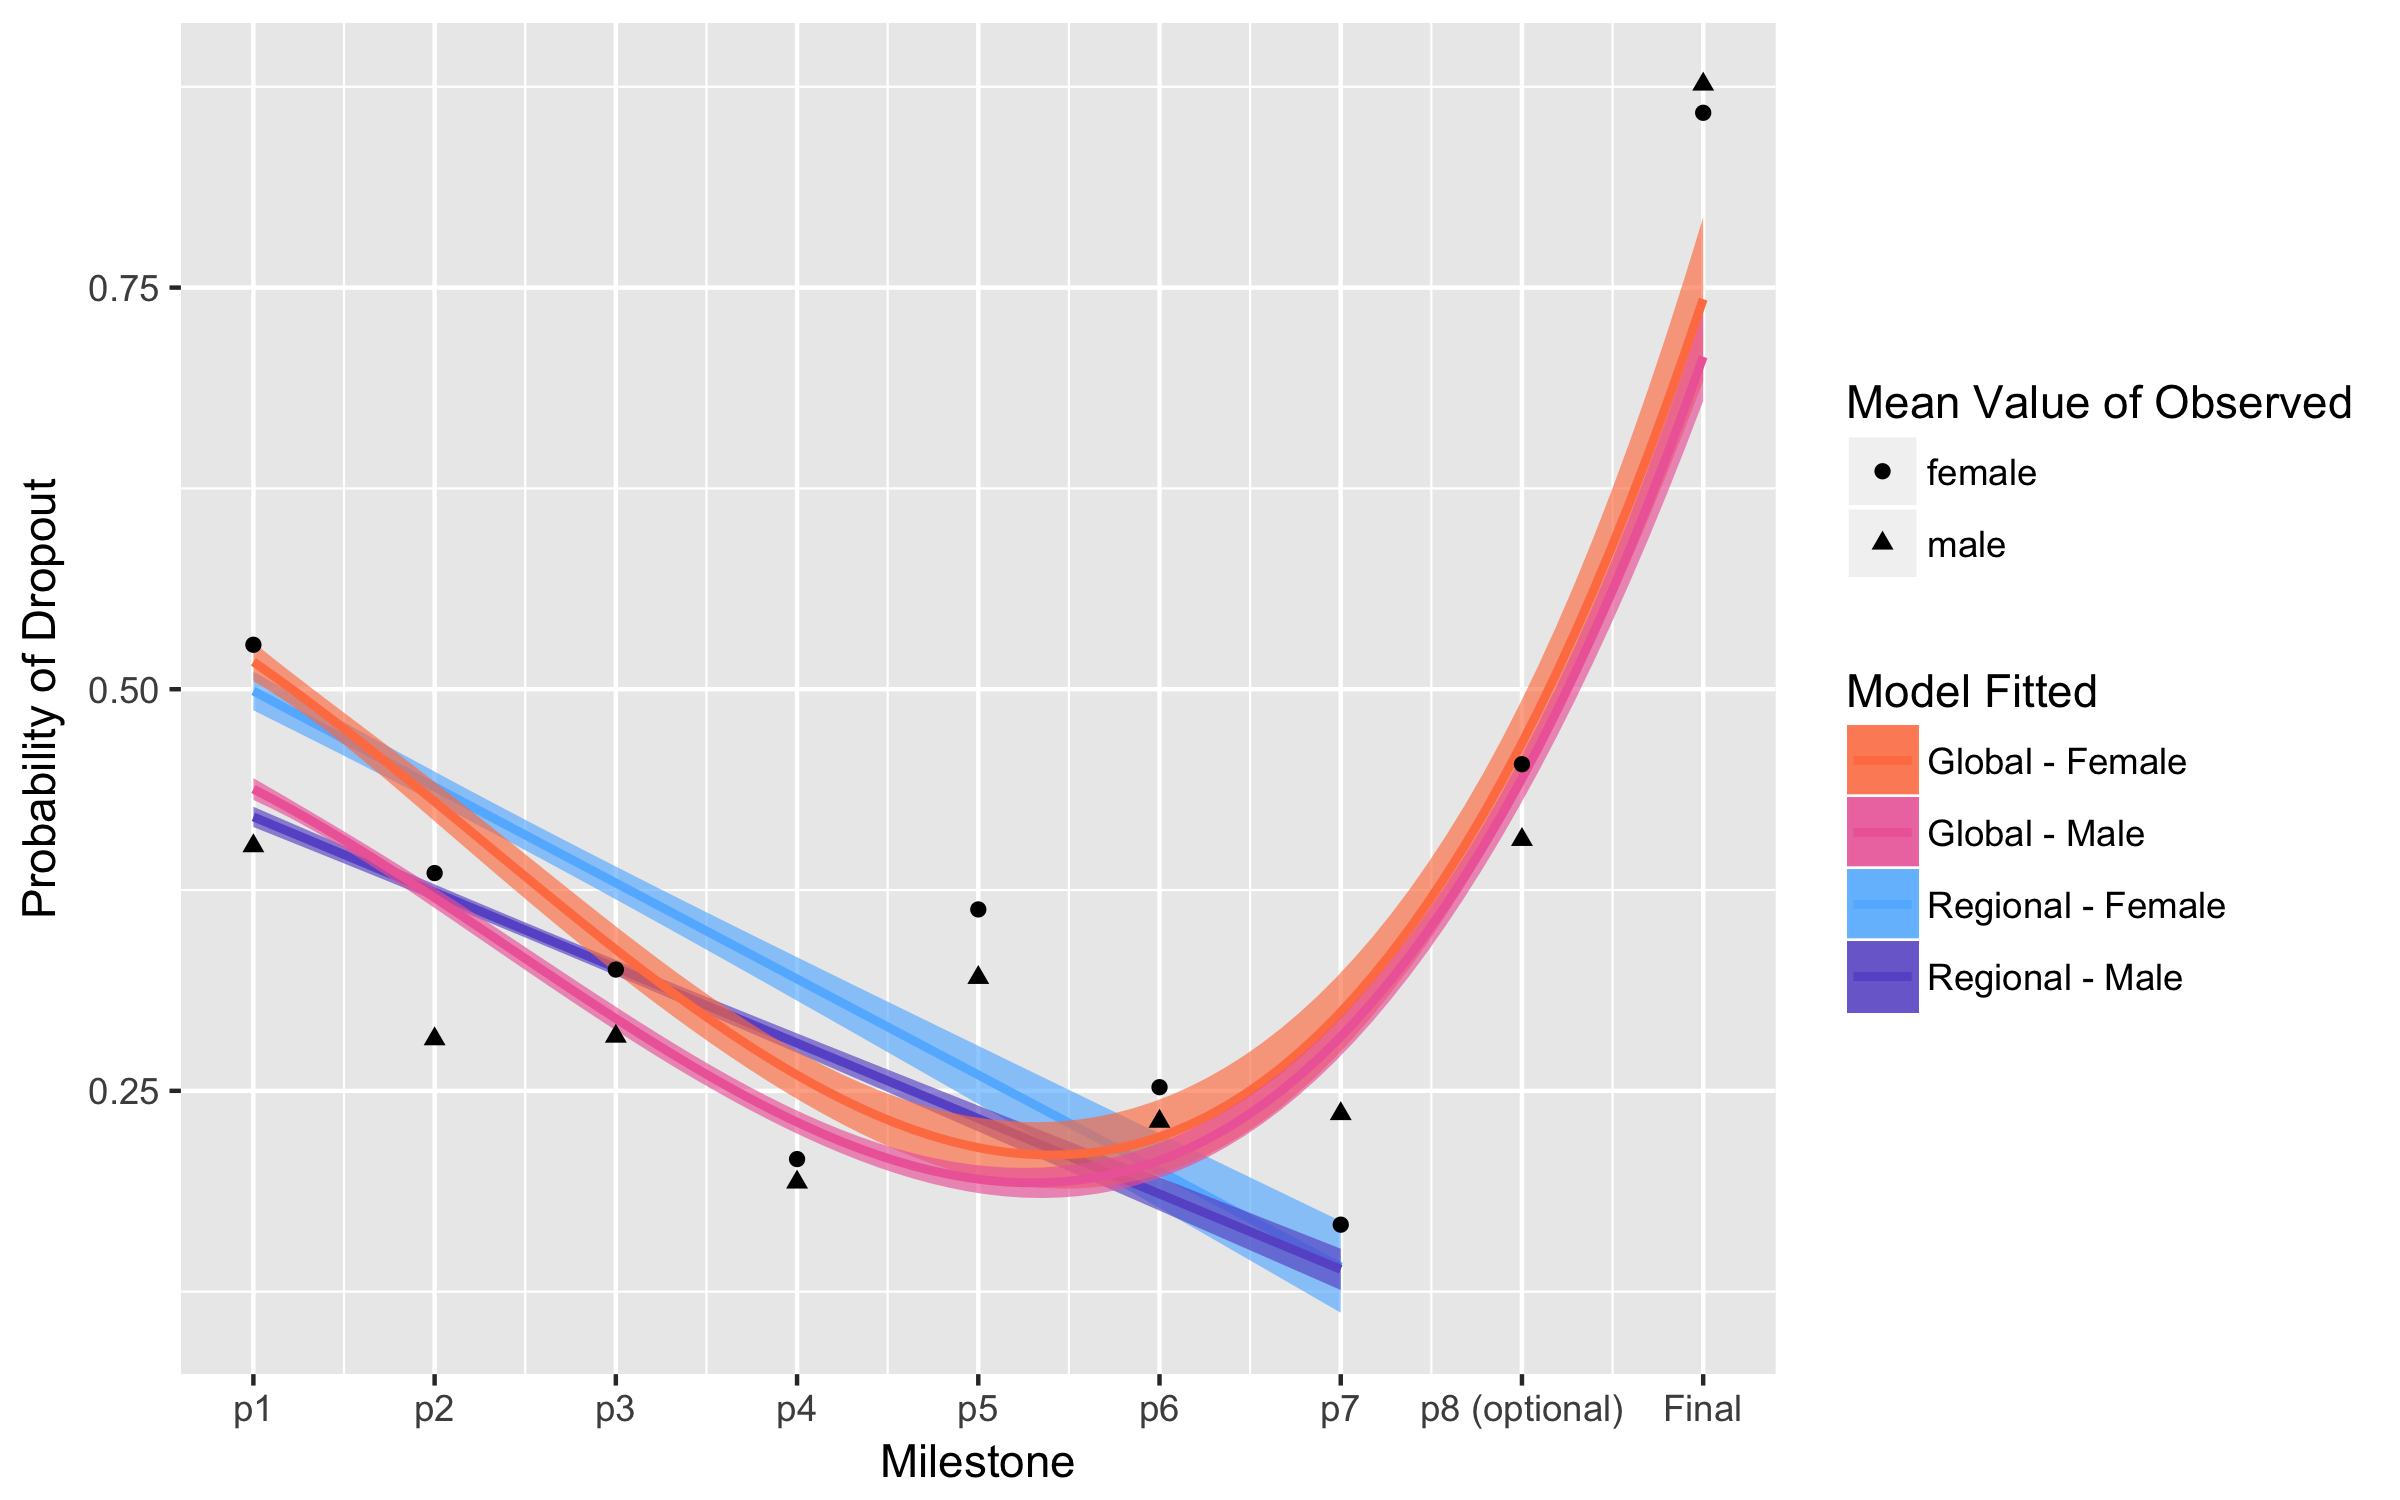 Probability of Dropout
0.75
0.50
0.25
p1
p2
p3
p4
p5
p6
p7
p8 (optional)
Final
Milestone
Mean Value of Observed
female
male
Model Fitted
Global - Female
Global - Male
Regional - Female
Regional - Male